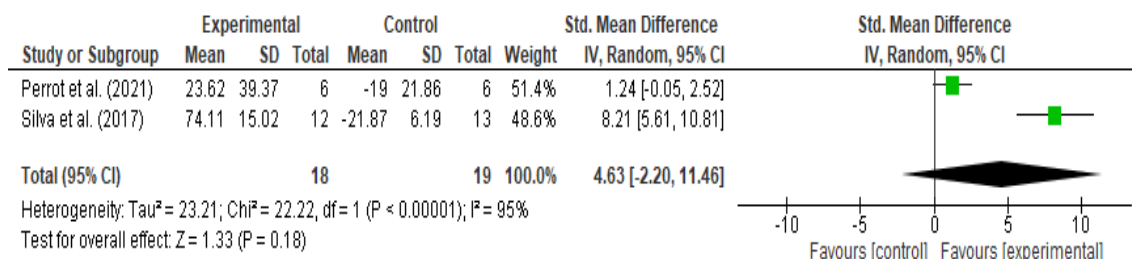 Experimental Control Std. Mean Difference Std. Mean Difference
Study or Subgroup Mean SD Total Mean SD Total Weight IV, Random, 95% CI IV, Random, 95% CI
Perrot et al. (2021) 23.62 39.37 6 -19 21.86 6 51.4% 1.24 [-0.05, 2.52]
Silva et al. (2017) 74.11 15.02 12 -21.87 6.19 13 48.6% 8.21 [5.61, 10.81]
Total (95% CI) 18 19 100.0% 4.63 [-2.20, 11.46]
Heterogeneity: Tau² = 23.21; Chi² = 22.22, df = 1 (P < 0.00001); I² = 95%
Test for overall effect: Z = 1.33 (P = 0.18)
-10 -5 0 5 10
Favours [control] Favours [experimental]